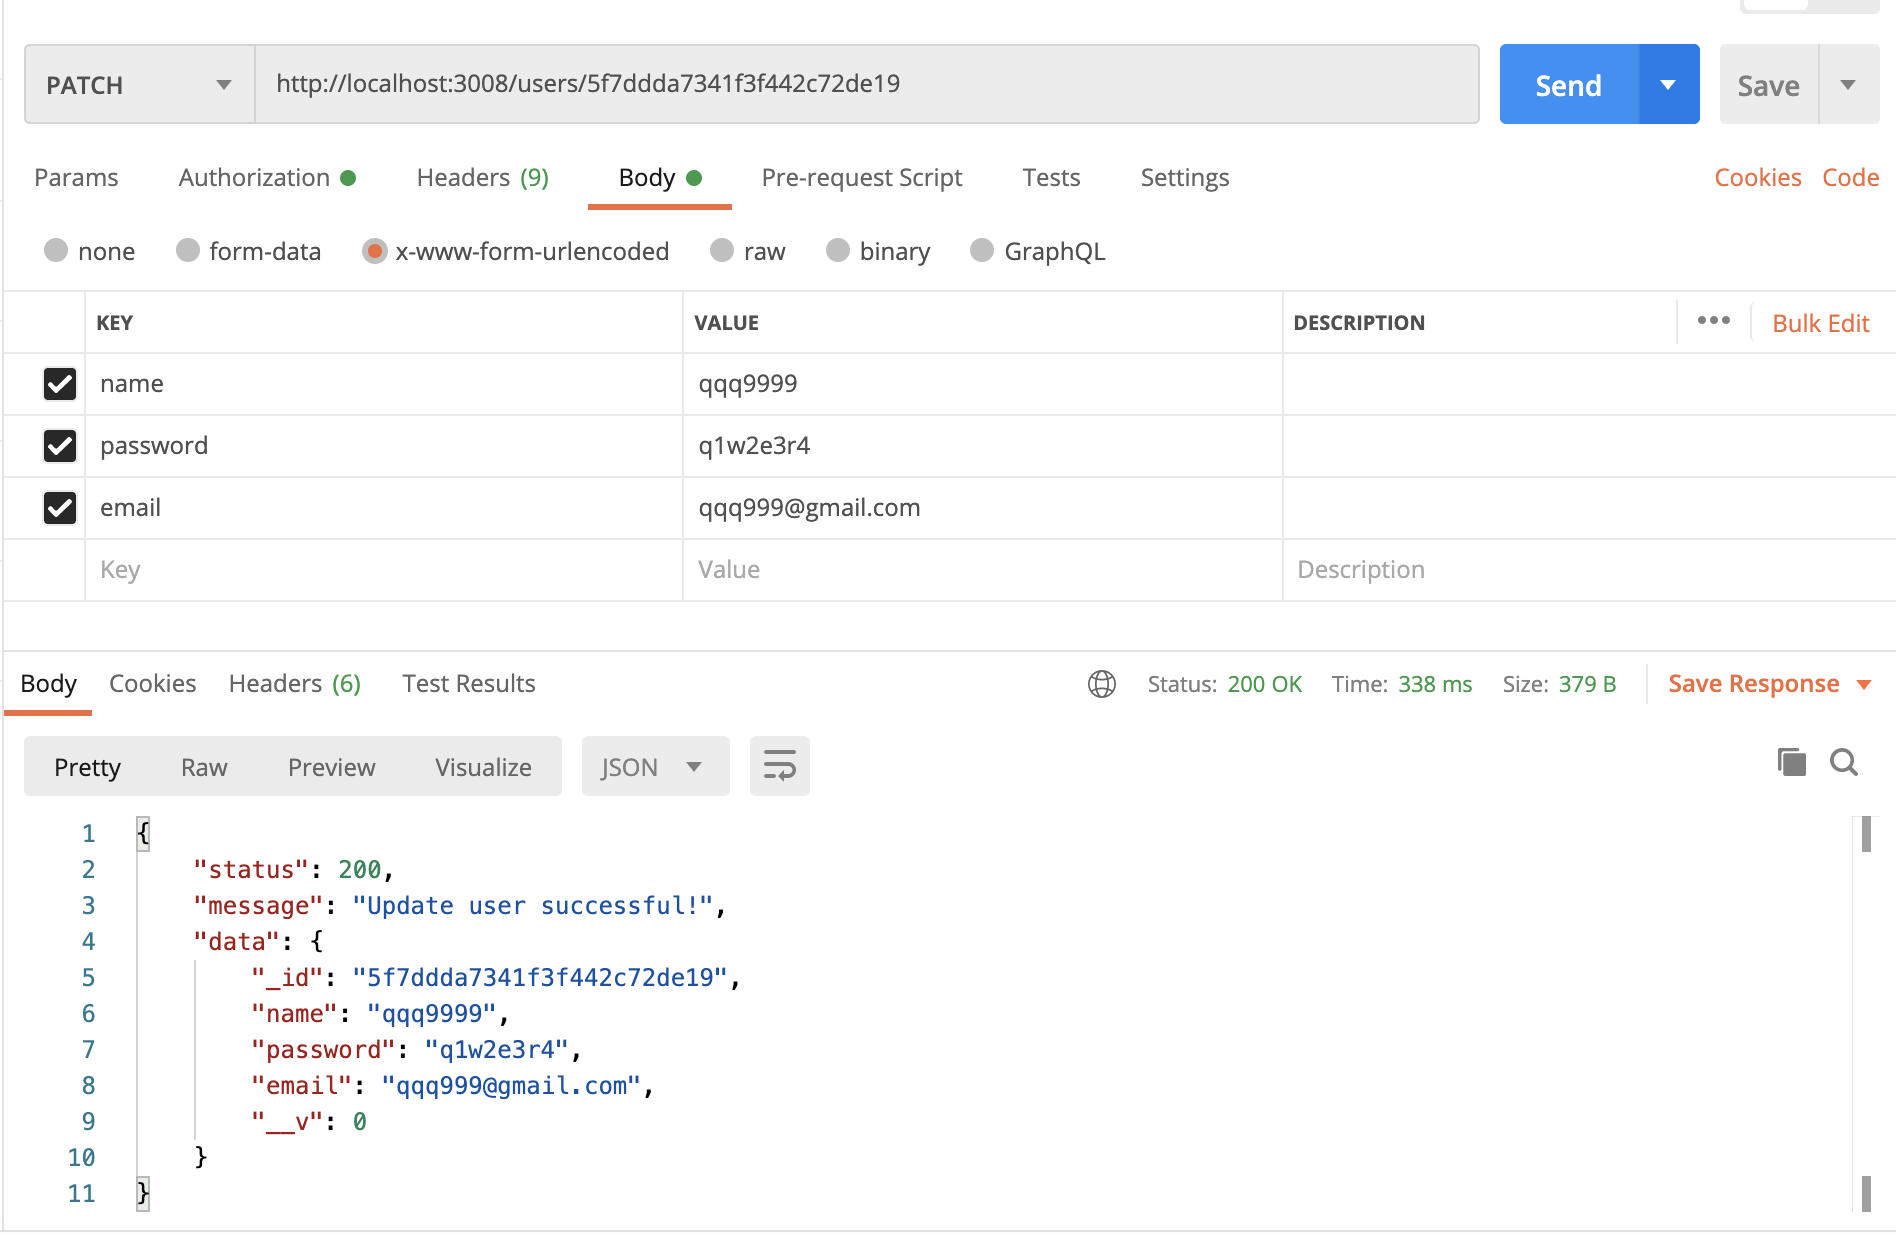 PATCH http://localhost:3008/users/5f7ddda7341f3f442c72de19 Send Save
Params Authorization Headers (9) Body Pre-request Script Tests Settings Cookies Code
none form-data x-www-form-urlencoded raw binary GraphQL
KEY VALUE DESCRIPTION ••• Bulk Edit
name qqq9999
password q1w2e3r4
email qqq999@gmail.com
Key Value Description
Body Cookies Headers (6) Test Results Status: 200 OK Time: 338 ms Size: 379 B Save Response
Pretty Raw Preview Visualize JSON
1 {
2 "status": 200,
3 "message": "Update user successful!",
4 "data": {
5 "_id": "5f7ddda7341f3f442c72de19",
6 "name": "qqq9999",
7 "password": "q1w2e3r4",
8 "email": "qqq999@gmail.com",
9 "__v": 0
10 }
11 }